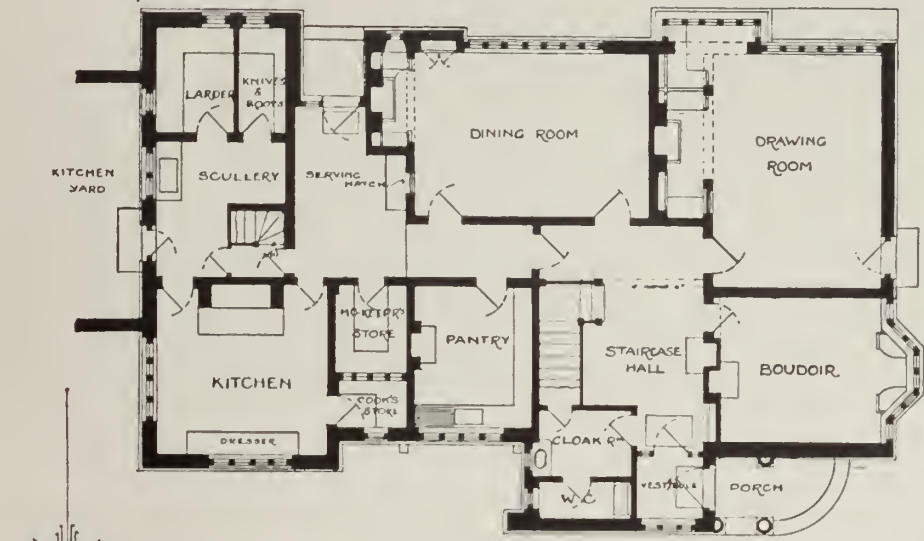 LARDER
KNIVES
& BOOTS
DINING ROOM
DRAWING
ROOM
KITCHEN
YARD
SCULLERY
SERVING
HATCH
H.KEEPR'S
STORE
PANTRY
STAIRCASE
HALL
BOUDOIR
KITCHEN
COOK'S
STORE
DRESSER
CLOAK RM
W.C
VESTIBULE
PORCH